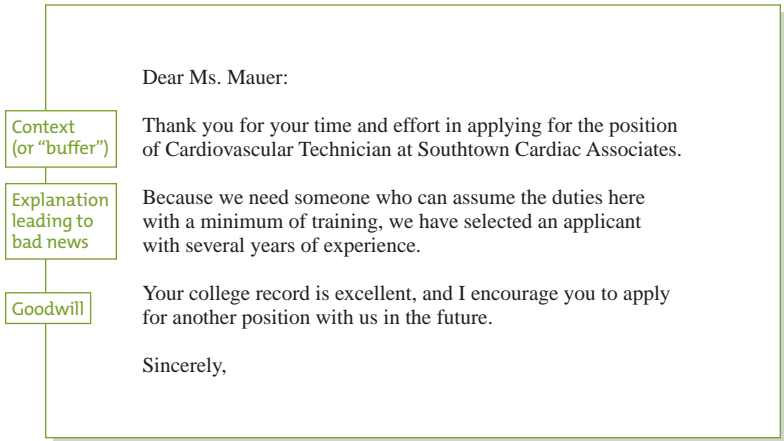 Dear Ms. Mauer:
Context
(or “buffer”)
Thank you for your time and effort in applying for the position
of Cardiovascular Technician at Southtown Cardiac Associates.
Explanation
leading to
bad news
Because we need someone who can assume the duties here
with a minimum of training, we have selected an applicant
with several years of experience.
Goodwill
Your college record is excellent, and I encourage you to apply
for another position with us in the future.
Sincerely,